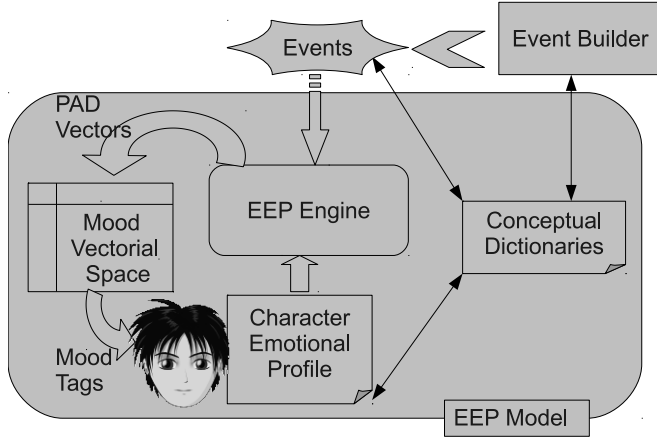 Events
Event Builder
PAD
Vectors
EEP Engine
Mood
Vectorial
Space
Conceptual
Dictionaries
Character
Emotional
Profile
Mood
Tags
EEP Model